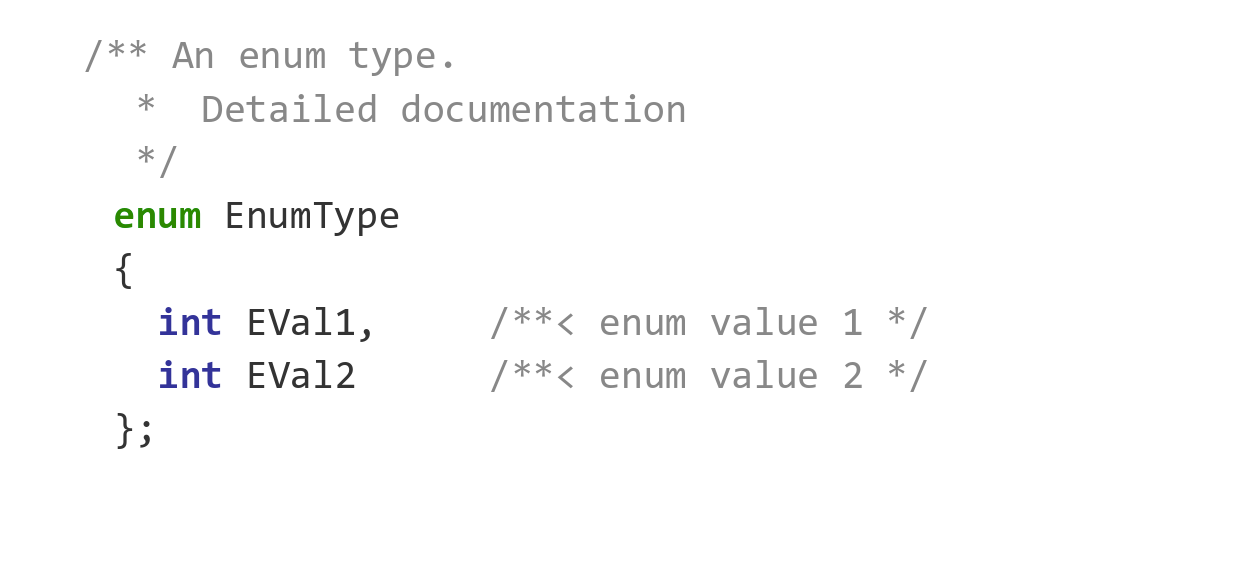 /** An enum type.
 *  Detailed documentation
 */
enum EnumType
{
  int EVal1,     /**< enum value 1 */
  int EVal2      /**< enum value 2 */
};